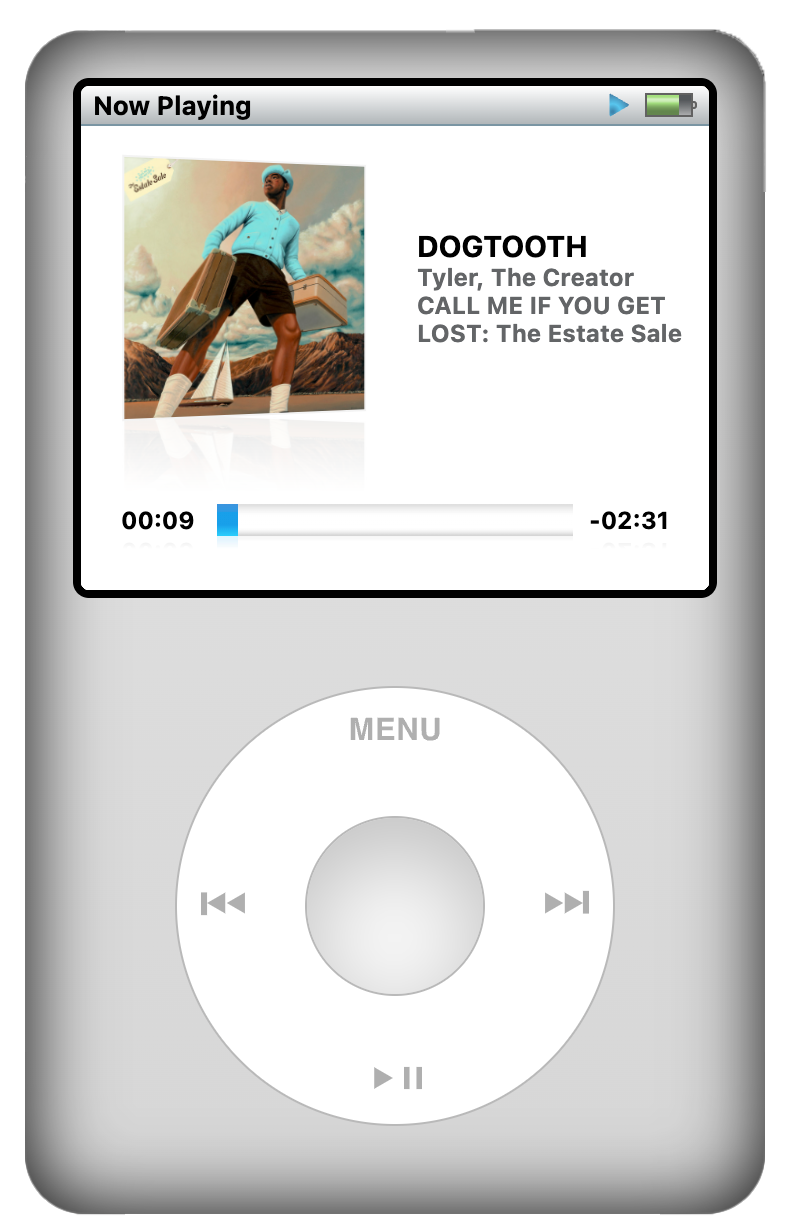 Now Playing
The
Estate Sale
DOGTOOTH
Tyler, The Creator
CALL ME IF YOU GET
LOST: The Estate Sale
00:09
-02:31
MENU